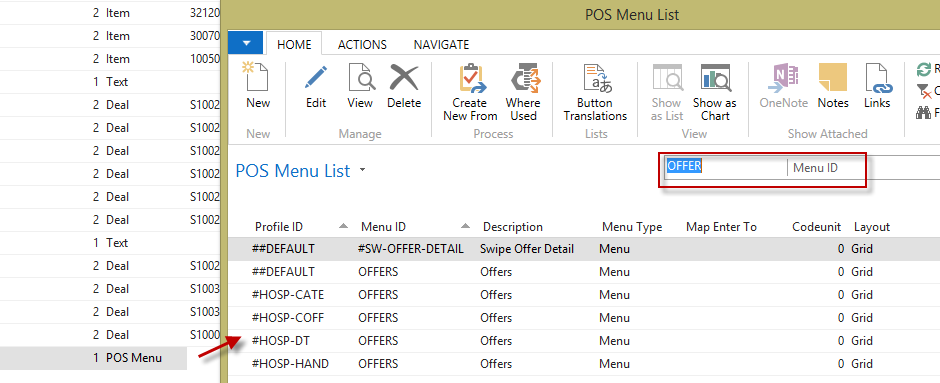 2 Item 32120
2 Item 30070
2 Item 10050
1 Text
2 Deal S1002
2 Deal S1002
2 Deal S1002
2 Deal S1002
2 Deal S1002
2 Deal S1002
1 Text
2 Deal S1002
2 Deal S1003
2 Deal S1003
2 Deal S1000
1 POS Menu
POS Menu List
HOME ACTIONS NAVIGATE
New Edit View Delete Create New From Where Used Button Translations Show as List Show as Chart OneNote Notes Links
New Manage Process Lists View Show Attached
POS Menu List
OFFER Menu ID
Profile ID Menu ID Description Menu Type Map Enter To Codeunit Layout
##DEFAULT #SW-OFFER-DETAIL Swipe Offer Detail Menu 0 Grid
##DEFAULT OFFERS Offers Menu 0 Grid
#HOSP-CATE OFFERS Offers Menu 0 Grid
#HOSP-COFF OFFERS Offers Menu 0 Grid
#HOSP-DT OFFERS Offers Menu 0 Grid
#HOSP-HAND OFFERS Offers Menu 0 Grid